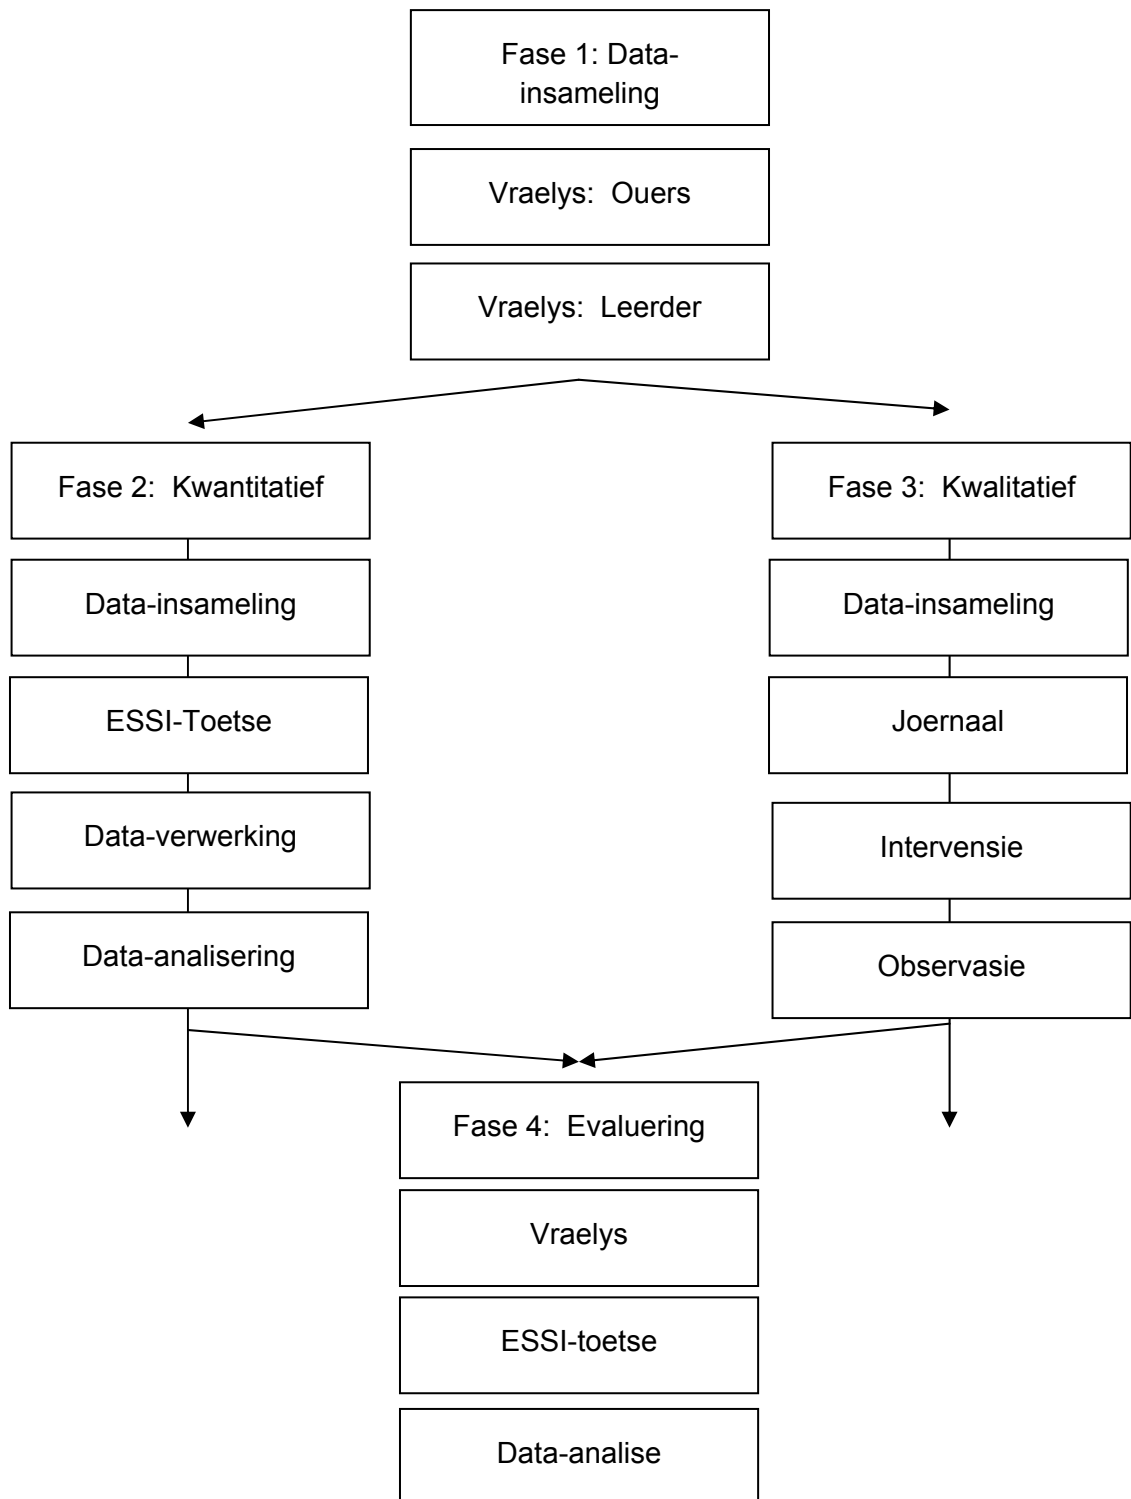 Fase 1: Data-
insameling
Vraelys:  Ouers
Vraelys:  Leerder
Fase 2:  Kwantitatief
Data-insameling
ESSI-Toetse
Data-verwerking
Data-analisering
Fase 3:  Kwalitatief
Data-insameling
Joernaal
Intervensie
Observasie
Fase 4:  Evaluering
Vraelys
ESSI-toetse
Data-analise